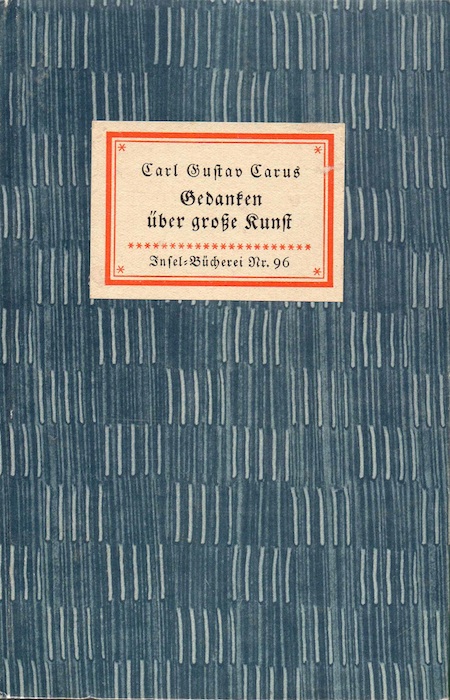 Carl Gustav Carus
Gedanken
über große Kunst
Insel-Bücherei Nr. 96